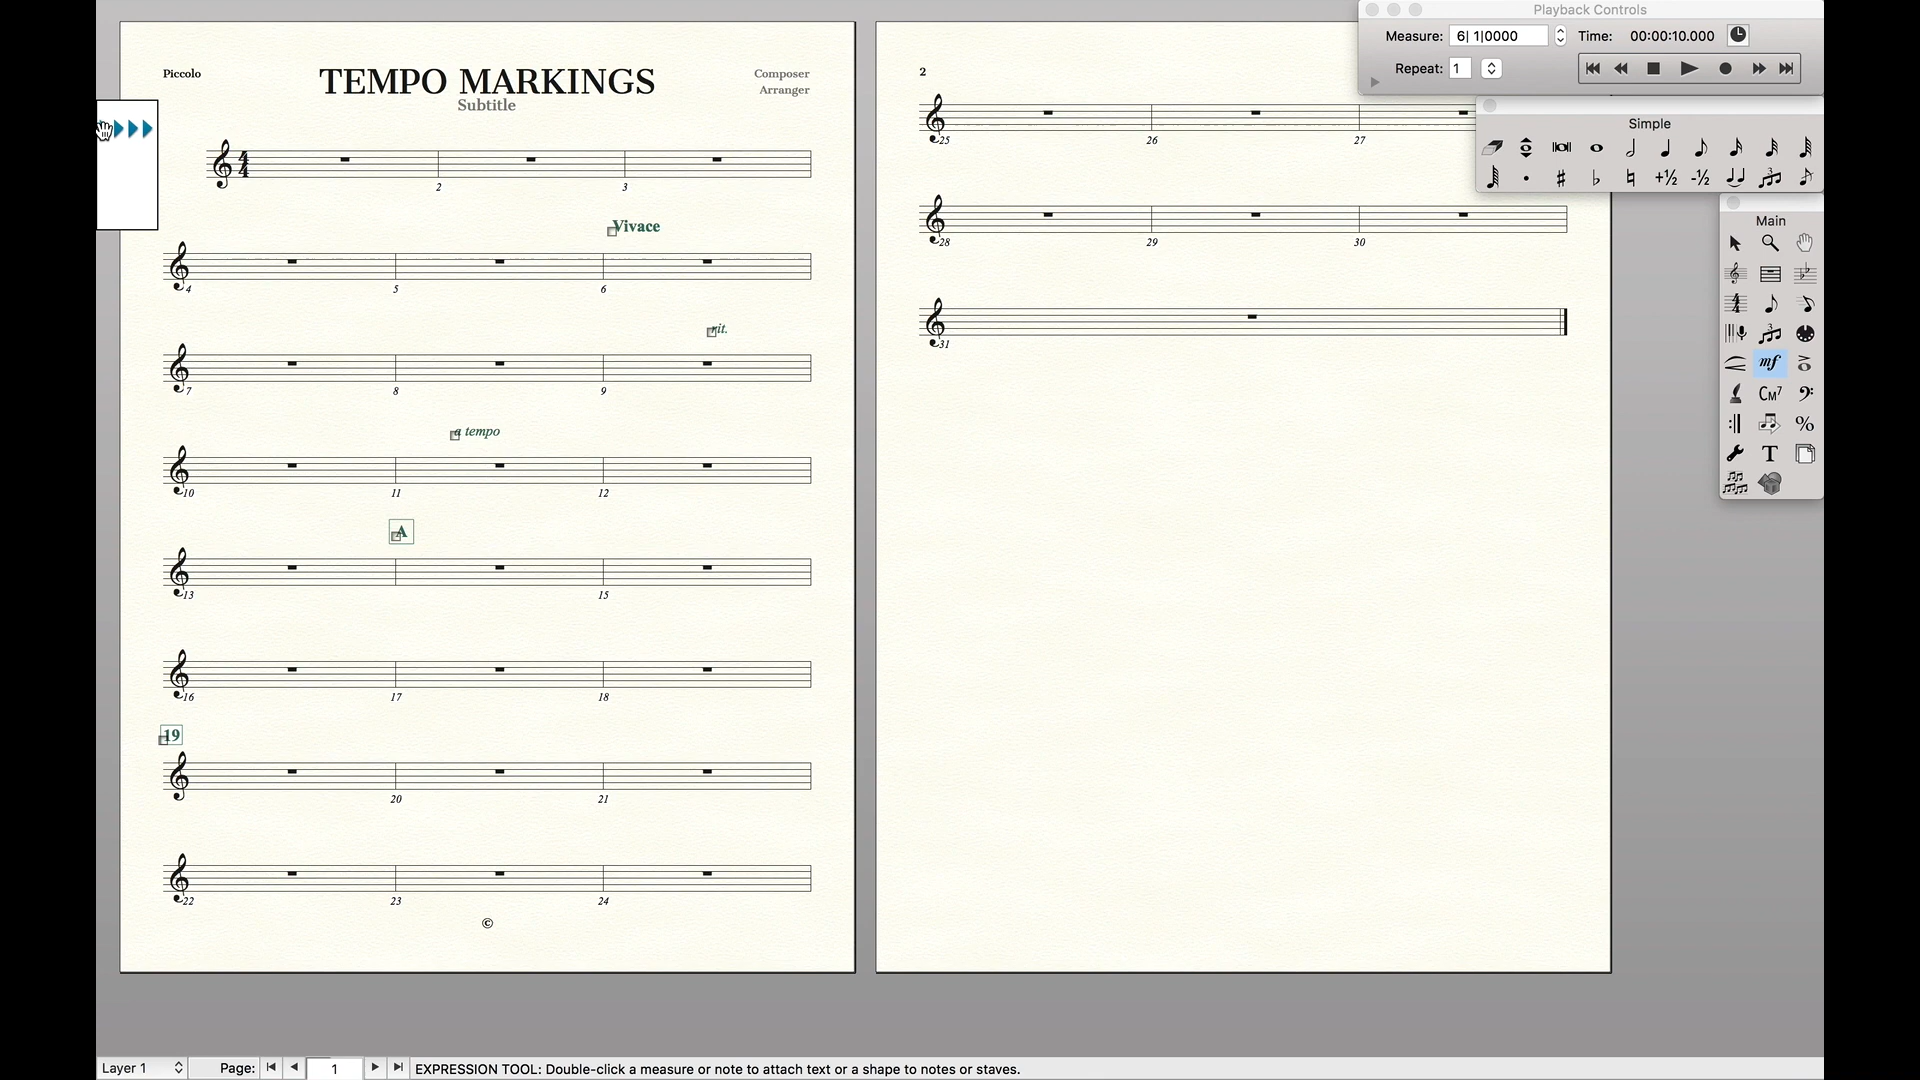 Playback Controls
Measure: 6| 1|0000 Time: 00:00:10.000
Repeat: 1
Simple
+½ -½
Main
mf
CM7
%
T
Piccolo
TEMPO MARKINGS
Subtitle
Composer
Arranger
2
3
Vivace
4 5 6
rit.
7 8 9
a tempo
10 11 12
A
13 15
16 17 18
19
20 21
22 23 24
©
2
25 26 27
28 29 30
31
Layer 1 Page: 1 EXPRESSION TOOL: Double-click a measure or note to attach text or a shape to notes or staves.